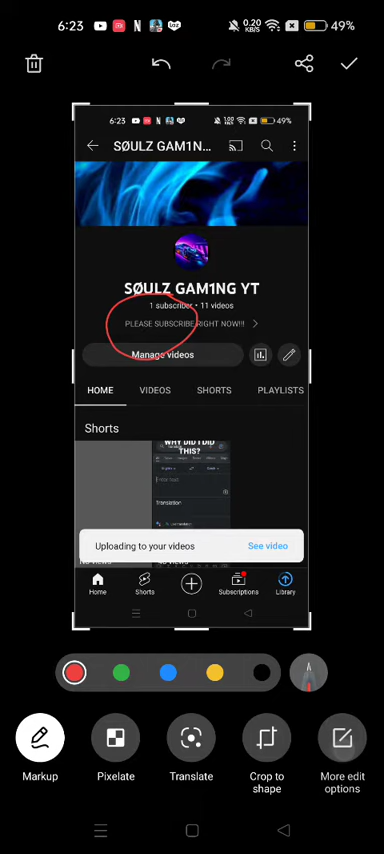 6:23
0.20 KB/S
49%
6:23
49%
SØULZ GAM1N...
SØULZ GAM1NG YT
1 subscriber • 11 videos
PLEASE SUBSCRIBE RIGHT NOW!!!
Manage videos
HOME VIDEOS SHORTS PLAYLISTS
Shorts
WHY DID I DID
THIS?
Translation
Uploading to your videos See video
Home Shorts Subscriptions Library
Markup Pixelate Translate Crop to shape More edit options